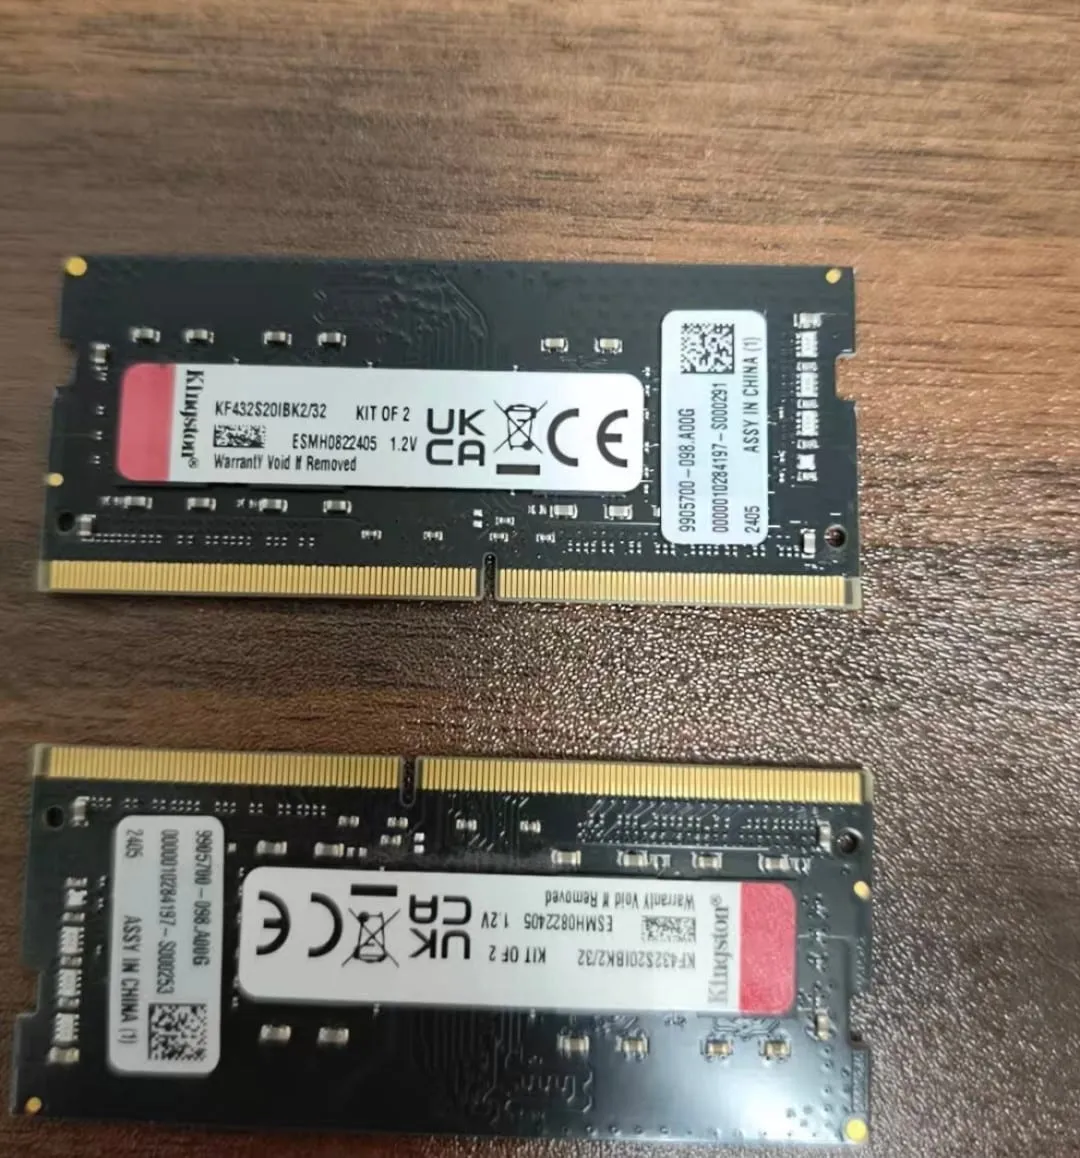 Kingston®
KF432S20IBK2/32 KIT OF 2
ESMH0822405 1.2V
Warranty Void If Removed
UK
CA
CE
9905700-098.A00G
0000010284197-S000291
2405 ASSY IN CHINA (1)
9905700-098.A00G
0000010284197-S000253
2405 ASSY IN CHINA (1)
Kingston®
KF432S20IBK2/32 KIT OF 2
ESMH0822405 1.2V
Warranty Void If Removed
UK
CA
CE